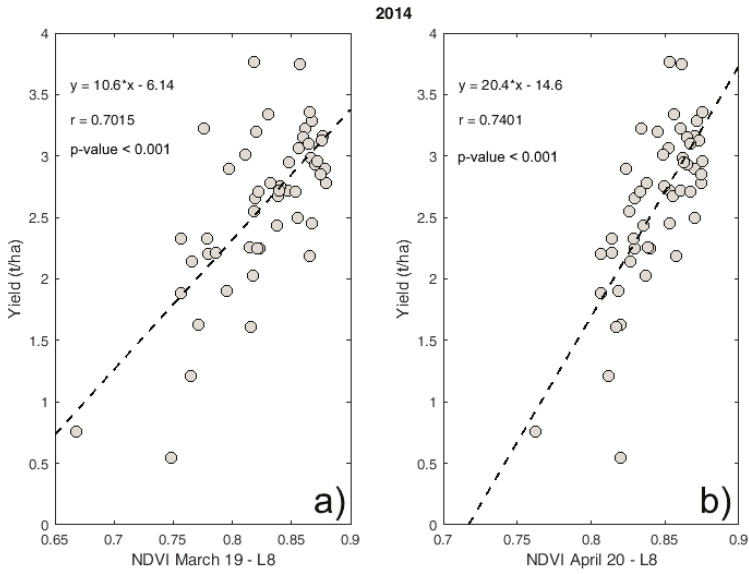 2014
y = 10.6*x - 6.14
r = 0.7015
p-value < 0.001
Yield (t/ha)
4
3.5
3
2.5
2
1.5
1
0.5
0
0.65
0.7
0.75
0.8
0.85
0.9
a)
NDVI March 19 - L8
y = 20.4*x - 14.6
r = 0.7401
p-value < 0.001
Yield (t/ha)
4
3.5
3
2.5
2
1.5
1
0.5
0
0.7
0.75
0.8
0.85
0.9
b)
NDVI April 20 - L8